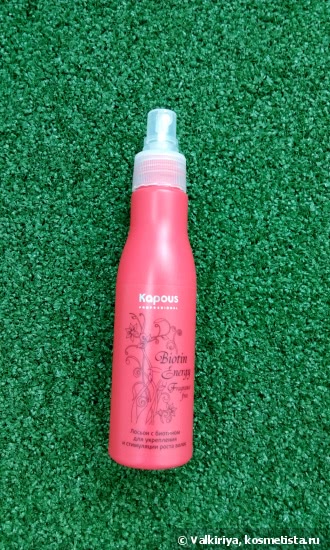 Kapous
PROFESSIONAL
Biotin
Energy
Fragrance
free
Лосьон с биотином
для укрепления
и стимуляции роста волос
© Valkiriya, kosmetista.ru